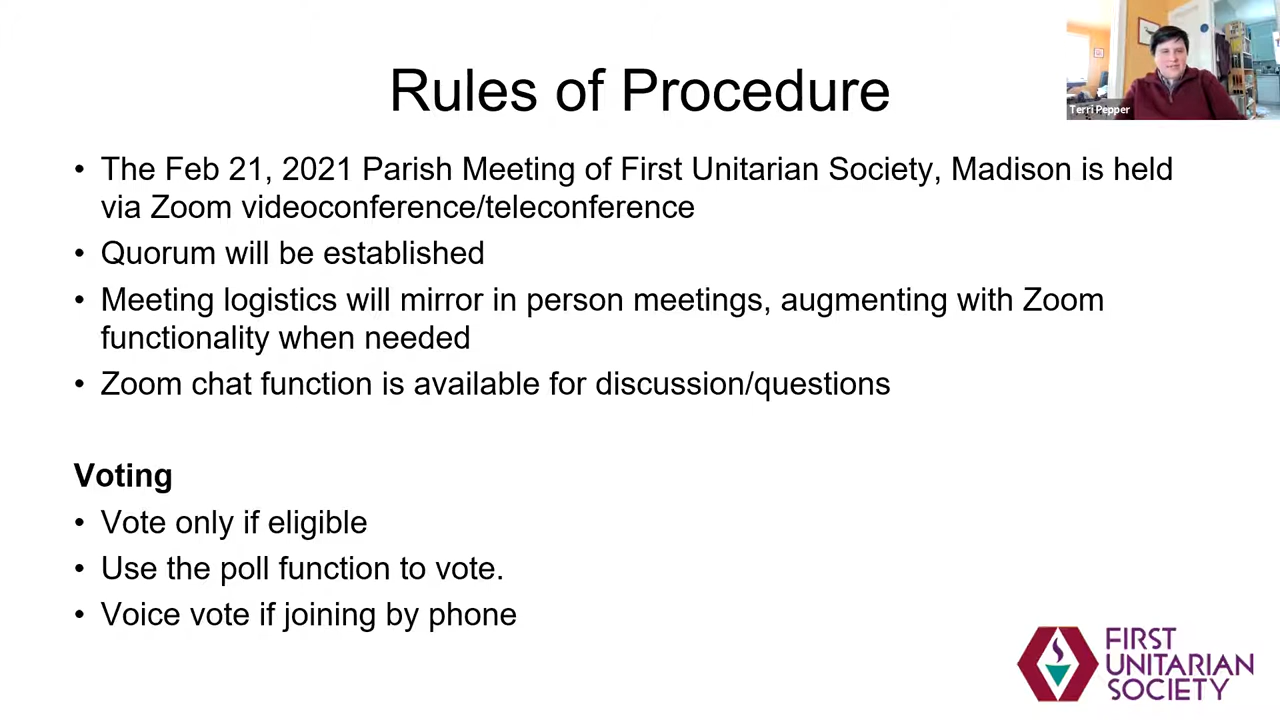 Rules of Procedure
Terri Pepper
• The Feb 21, 2021 Parish Meeting of First Unitarian Society, Madison is held
via Zoom videoconference/teleconference
• Quorum will be established
• Meeting logistics will mirror in person meetings, augmenting with Zoom
functionality when needed
• Zoom chat function is available for discussion/questions
Voting
• Vote only if eligible
• Use the poll function to vote.
• Voice vote if joining by phone
FIRST
UNITARIAN
SOCIETY